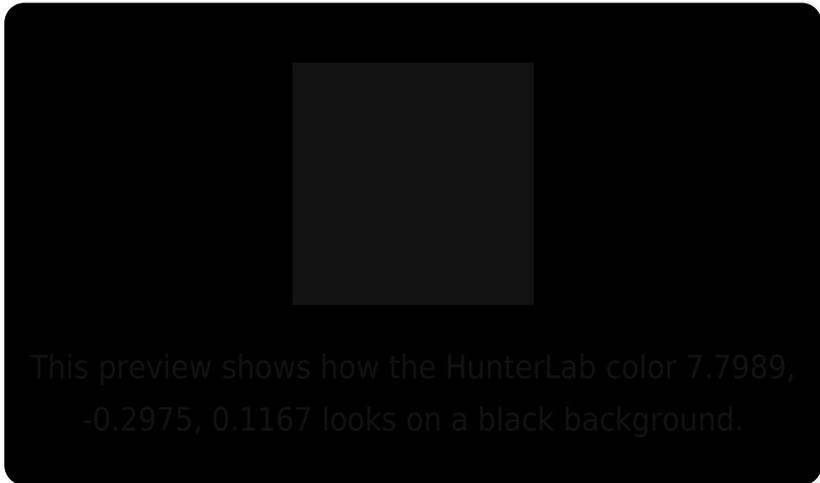 This preview shows how the HunterLab color 7.7989,
-0.2975, 0.1167 looks on a black background.